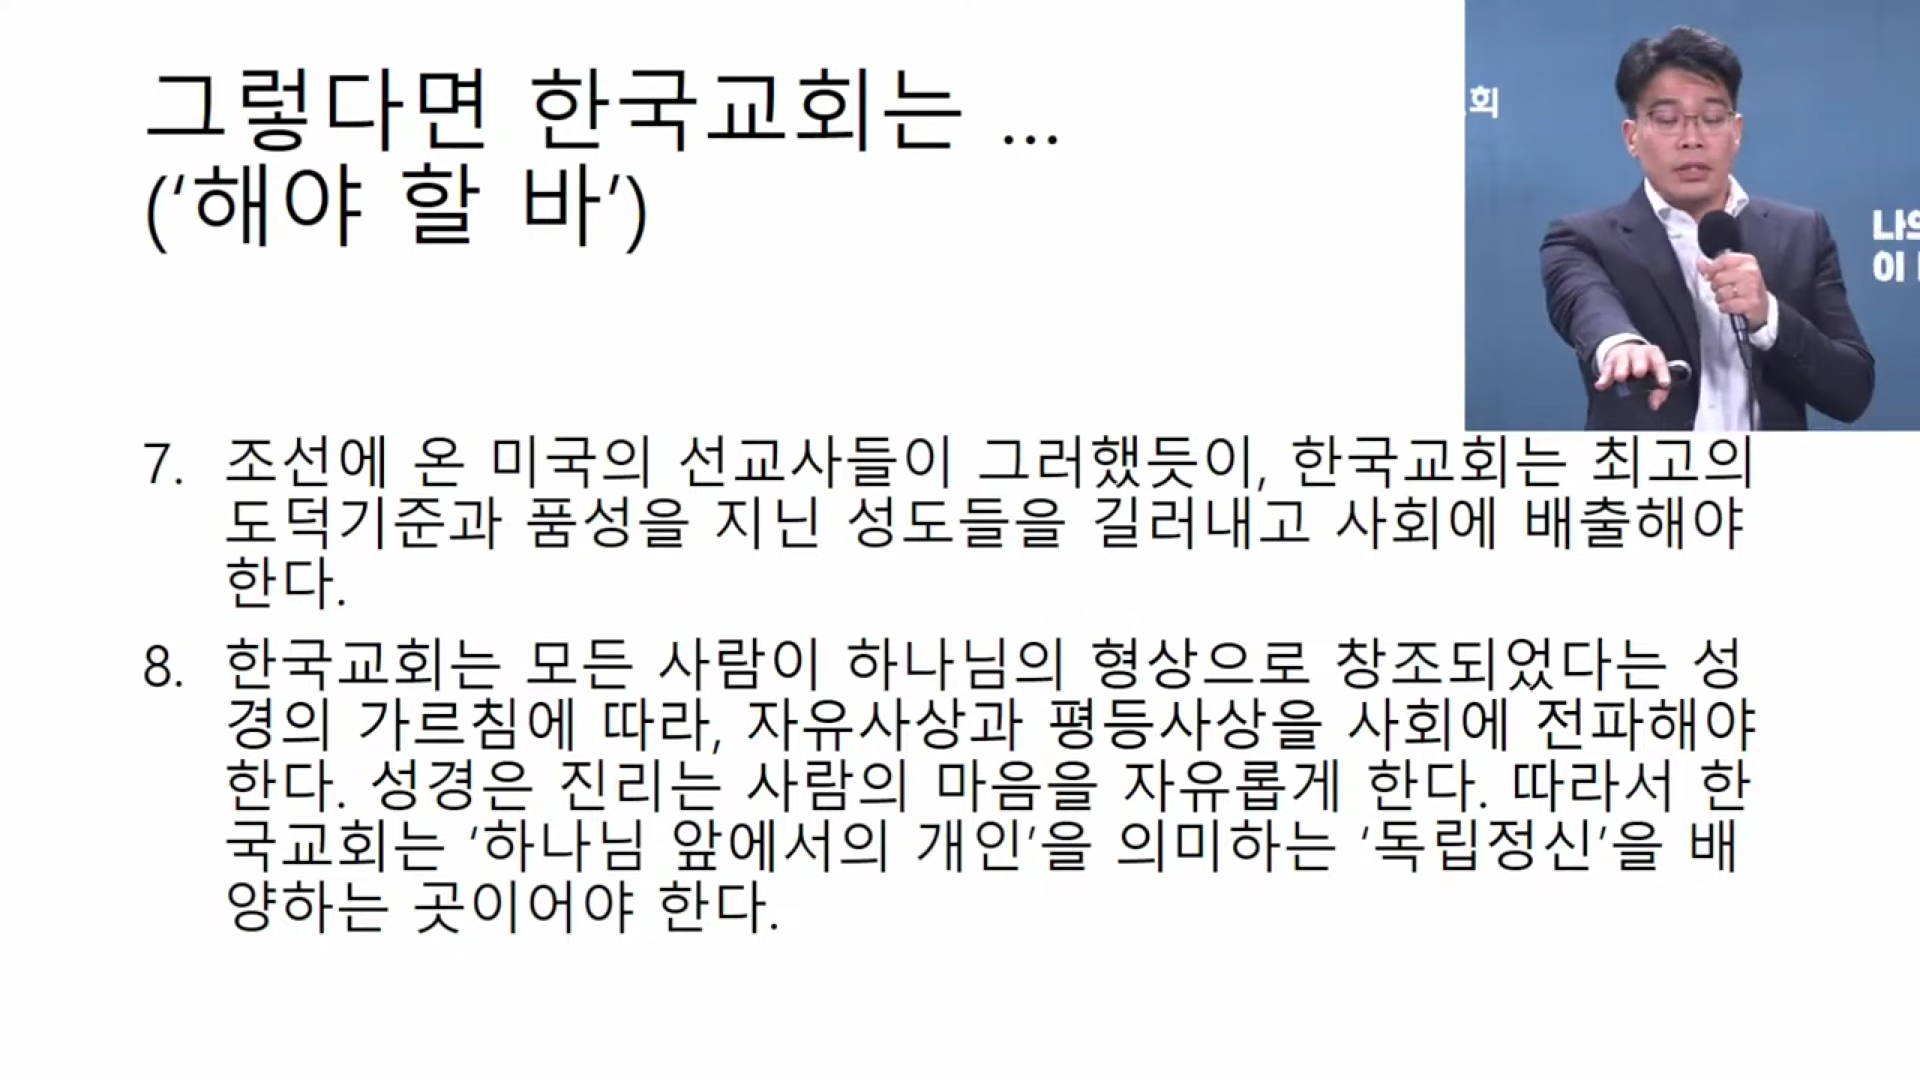 그렇다면 한국교회는 ...
(‘해야 할 바’)
회
나의
이
7. 조선에 온 미국의 선교사들이 그러했듯이, 한국교회는 최고의
도덕기준과 품성을 지닌 성도들을 길러내고 사회에 배출해야
한다.
8. 한국교회는 모든 사람이 하나님의 형상으로 창조되었다는 성
경의 가르침에 따라, 자유사상과 평등사상을 사회에 전파해야
한다. 성경은 진리는 사람의 마음을 자유롭게 한다. 따라서 한
국교회는 ‘하나님 앞에서의 개인’을 의미하는 ‘독립정신’을 배
양하는 곳이어야 한다.